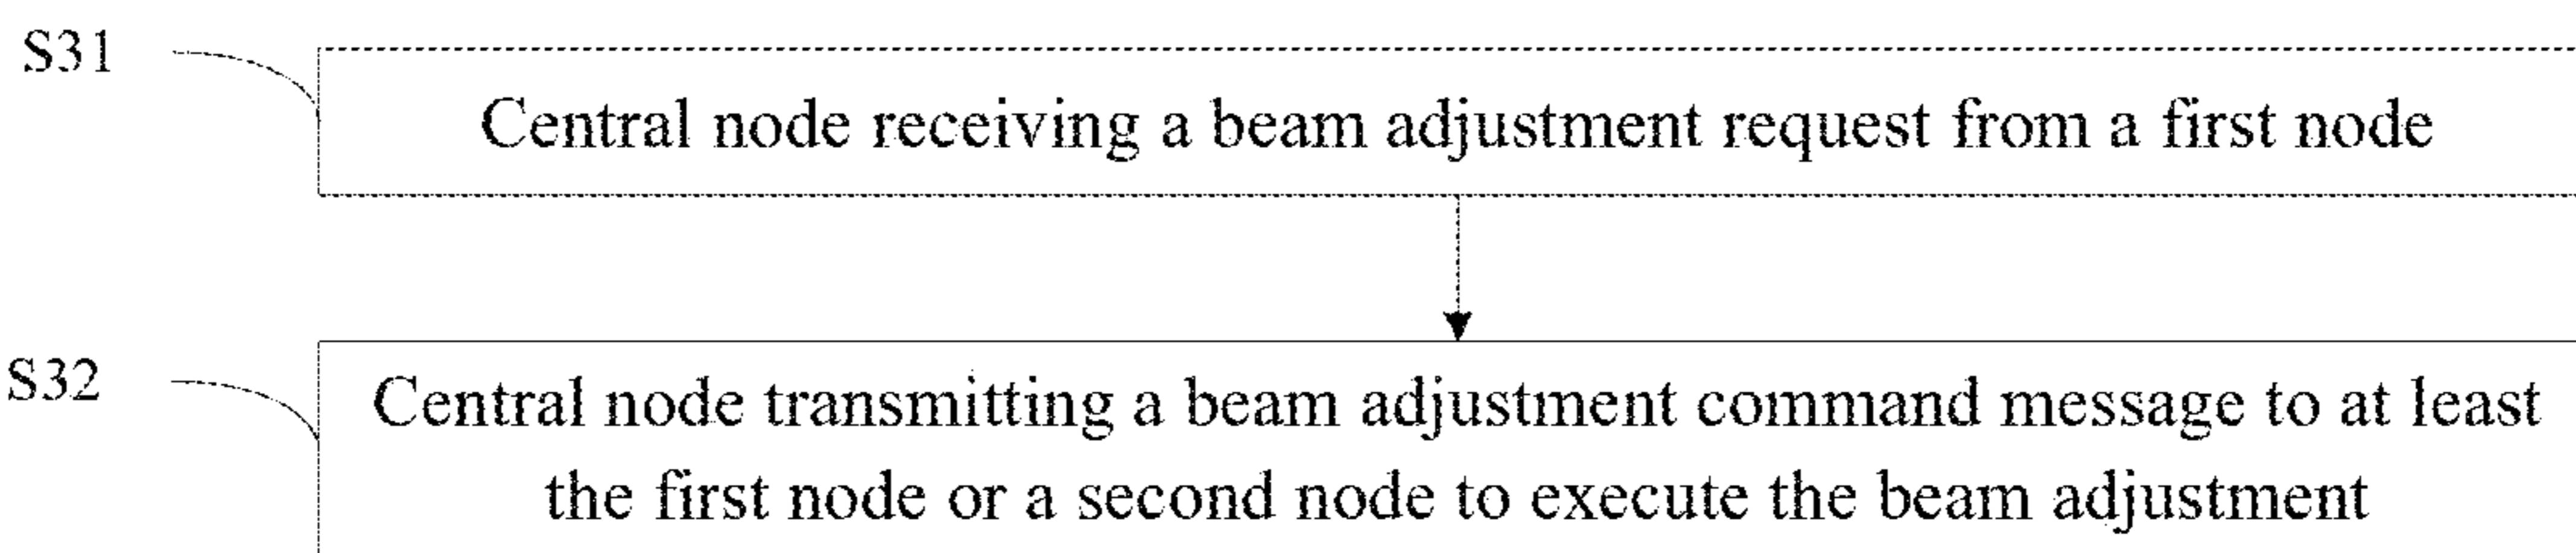 S31
Central node receiving a beam adjustment request from a first node
S32
Central node transmitting a beam adjustment command message to at least
the first node or a second node to execute the beam adjustment